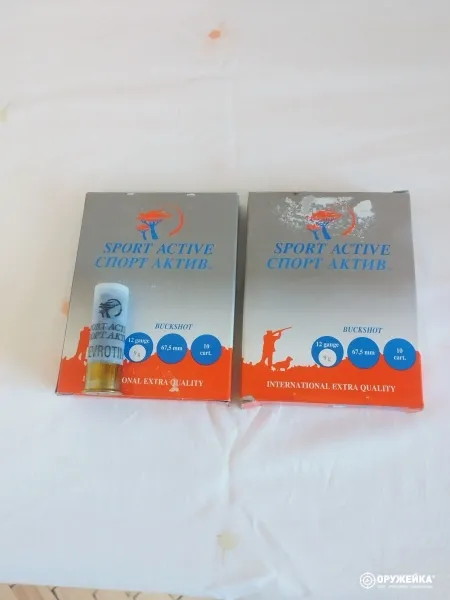 SPORT ACTIVE
СПОРТ АКТИВ
BUCKSHOT
12 gauge
67,5 mm
10 cart.
INTERNATIONAL EXTRA QUALITY
SPORT ACTIVE
СПОРТ АКТИВ
BUCKSHOT
12 gauge
67,5 mm
10 cart.
INTERNATIONAL EXTRA QUALITY
ОРУЖЕЙКА